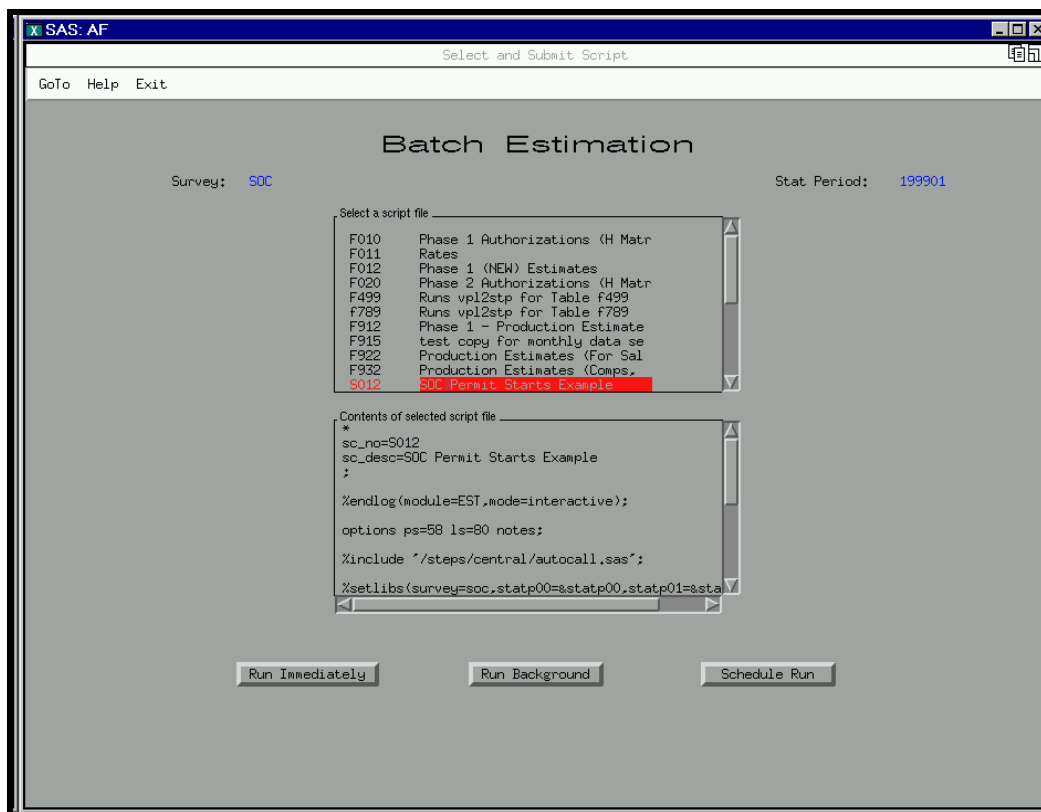 X SAS: AF
Select and Submit Script
GoTo Help Exit
Batch Estimation
Survey: SOC Stat Period: 199901
Select a script file
F010 Phase 1 Authorizations (H Matr
F011 Rates
F012 Phase 1 (NEW) Estimates
F020 Phase 2 Authorizations (H Matr
F499 Runs vpl2stp for Table f499
f789 Runs vpl2stp for Table f789
F912 Phase 1 - Production Estimate
F915 test copy for monthly data se
F922 Production Estimates (For Sal
F932 Production Estimates (Comps,
S012 SOC Permit Starts Example
Contents of selected script file
*
sc_no=S012
sc_desc=SOC Permit Starts Example
;
%endlog(module=EST,mode=interactive);
options ps=58 ls=80 notes;
%include "/steps/central/autocall.sas";
%setlibs(survey=soc,statp00=&statp00,statp01=&sta
Run Immediately Run Background Schedule Run